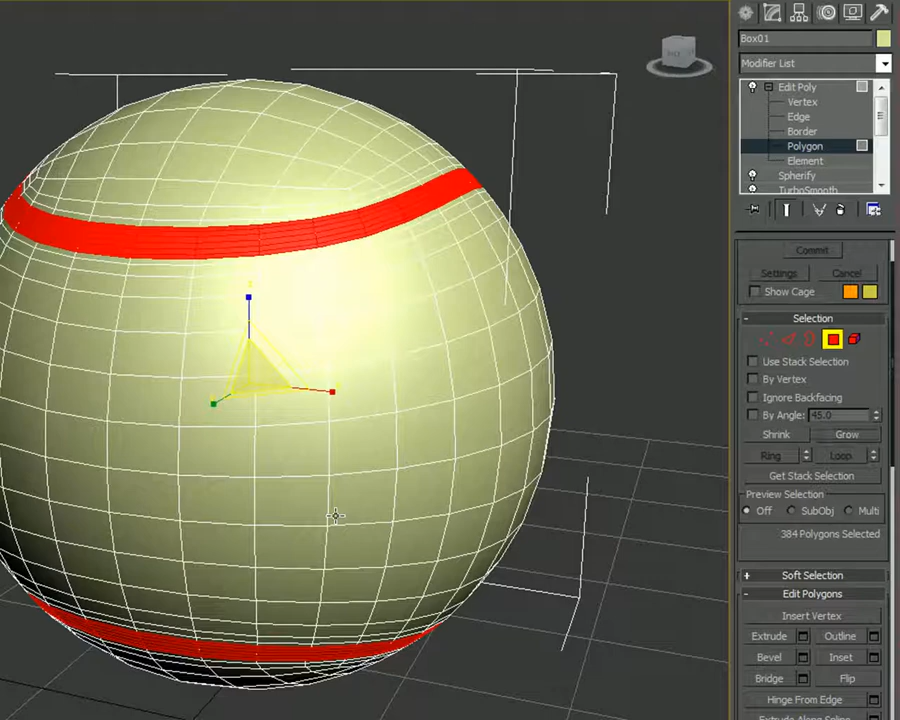 Box01
Modifier List
Edit Poly
Vertex
Edge
Border
Polygon
Element
Spherify
TurboSmooth
Commit
Settings Cancel
Show Cage
- Selection
Use Stack Selection
By Vertex
Ignore Backfacing
By Angle: 45.0
Shrink Grow
Ring Loop
Get Stack Selection
Preview Selection
Off SubObj Multi
384 Polygons Selected
+ Soft Selection
- Edit Polygons
Insert Vertex
Extrude Outline
Bevel Inset
Bridge Flip
Hinge From Edge
Extrude Along Spline